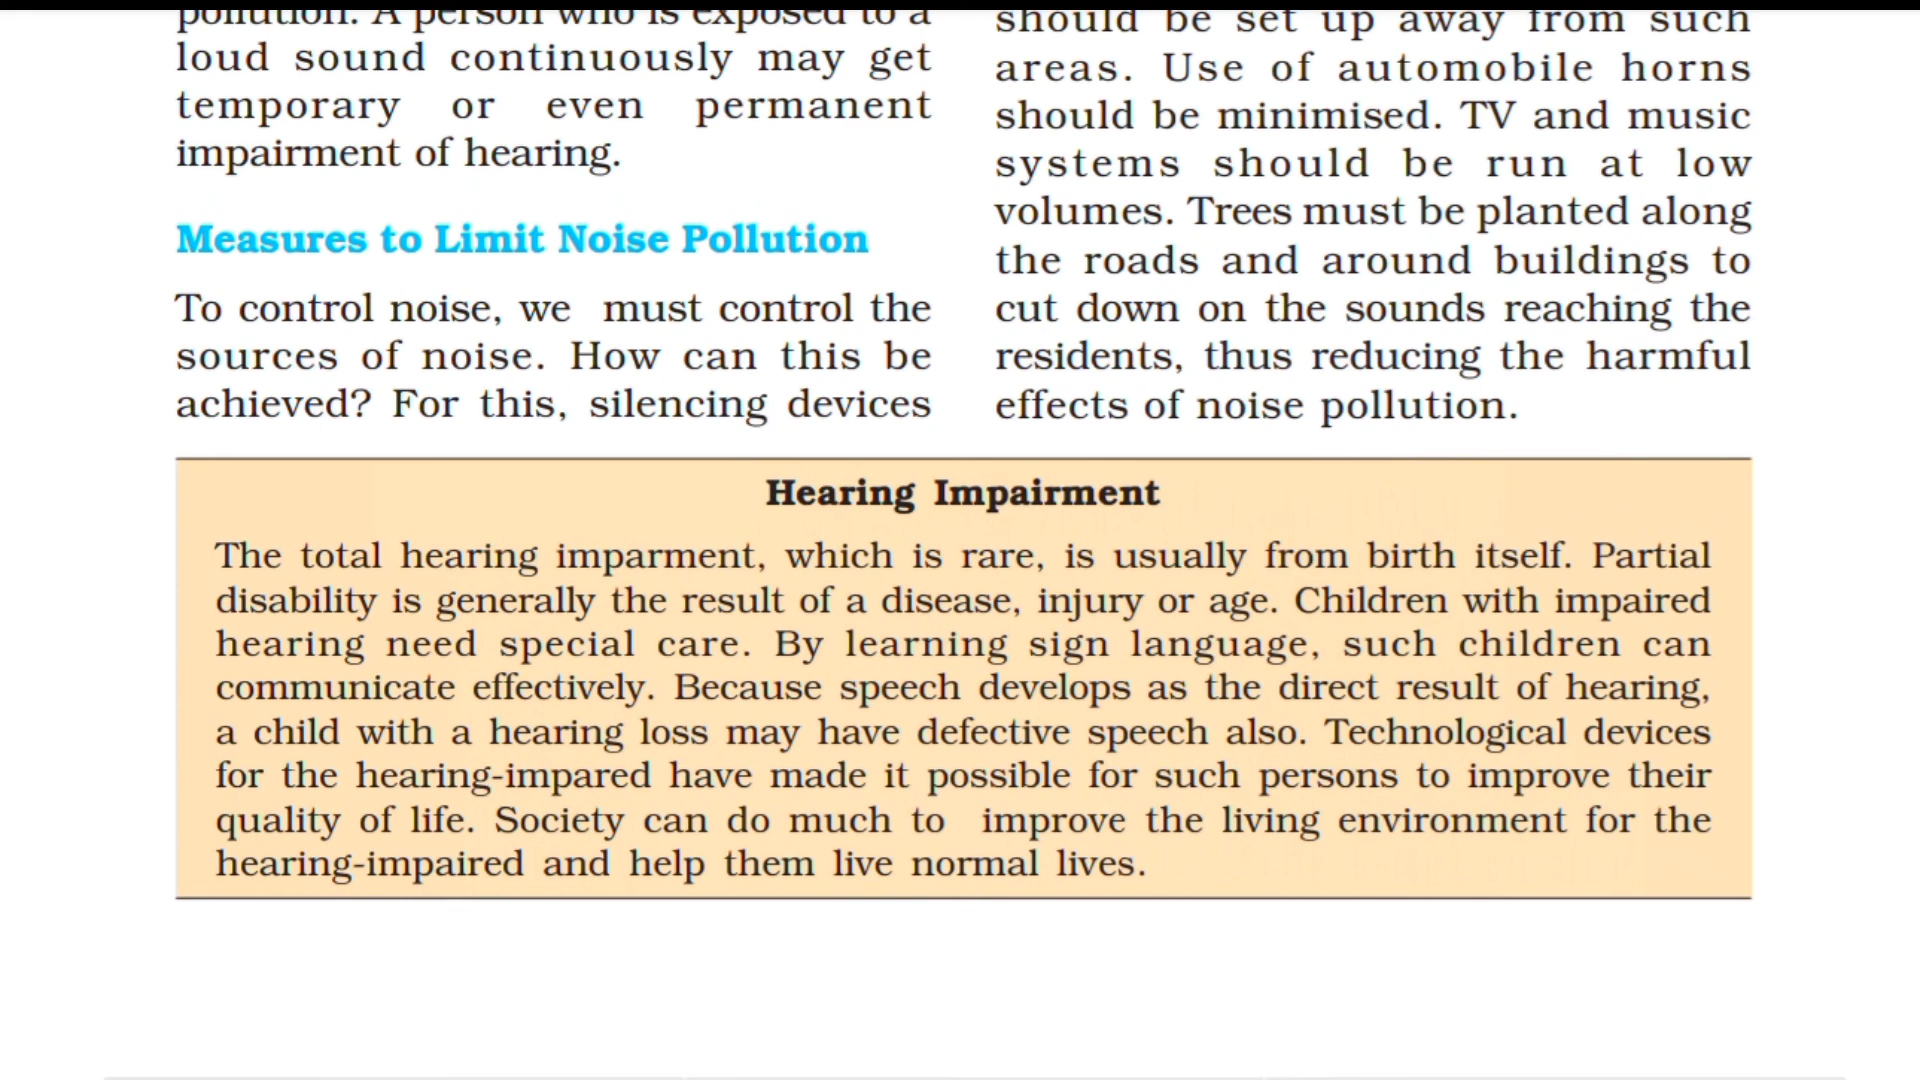 pollution. A person who is exposed to a
loud sound continuously may get
temporary or even permanent
impairment of hearing.
Measures to Limit Noise Pollution
To control noise, we must control the
sources of noise. How can this be
achieved? For this, silencing devices
should be set up away from such
areas. Use of automobile horns
should be minimised. TV and music
systems should be run at low
volumes. Trees must be planted along
the roads and around buildings to
cut down on the sounds reaching the
residents, thus reducing the harmful
effects of noise pollution.
Hearing Impairment
The total hearing imparment, which is rare, is usually from birth itself. Partial
disability is generally the result of a disease, injury or age. Children with impaired
hearing need special care. By learning sign language, such children can
communicate effectively. Because speech develops as the direct result of hearing,
a child with a hearing loss may have defective speech also. Technological devices
for the hearing-impared have made it possible for such persons to improve their
quality of life. Society can do much to improve the living environment for the
hearing-impaired and help them live normal lives.